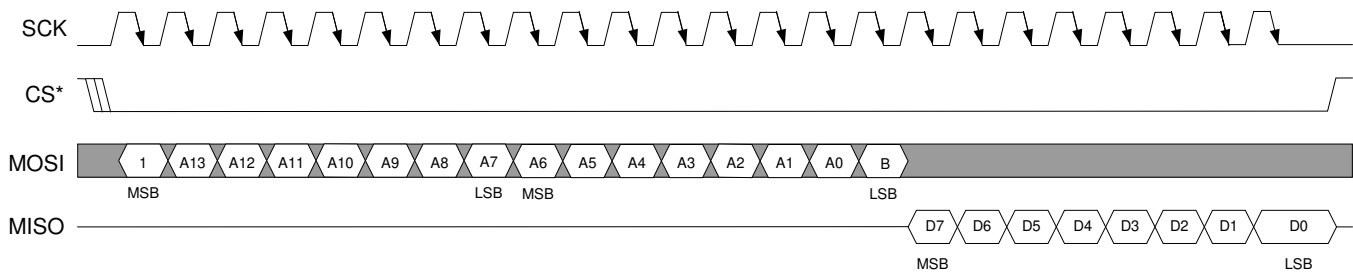 SCK
CS*
MOSI 1 A13 A12 A11 A10 A9 A8 A7 A6 A5 A4 A3 A2 A1 A0 B
MSB LSB MSB LSB
MISO D7 D6 D5 D4 D3 D2 D1 D0
MSB LSB